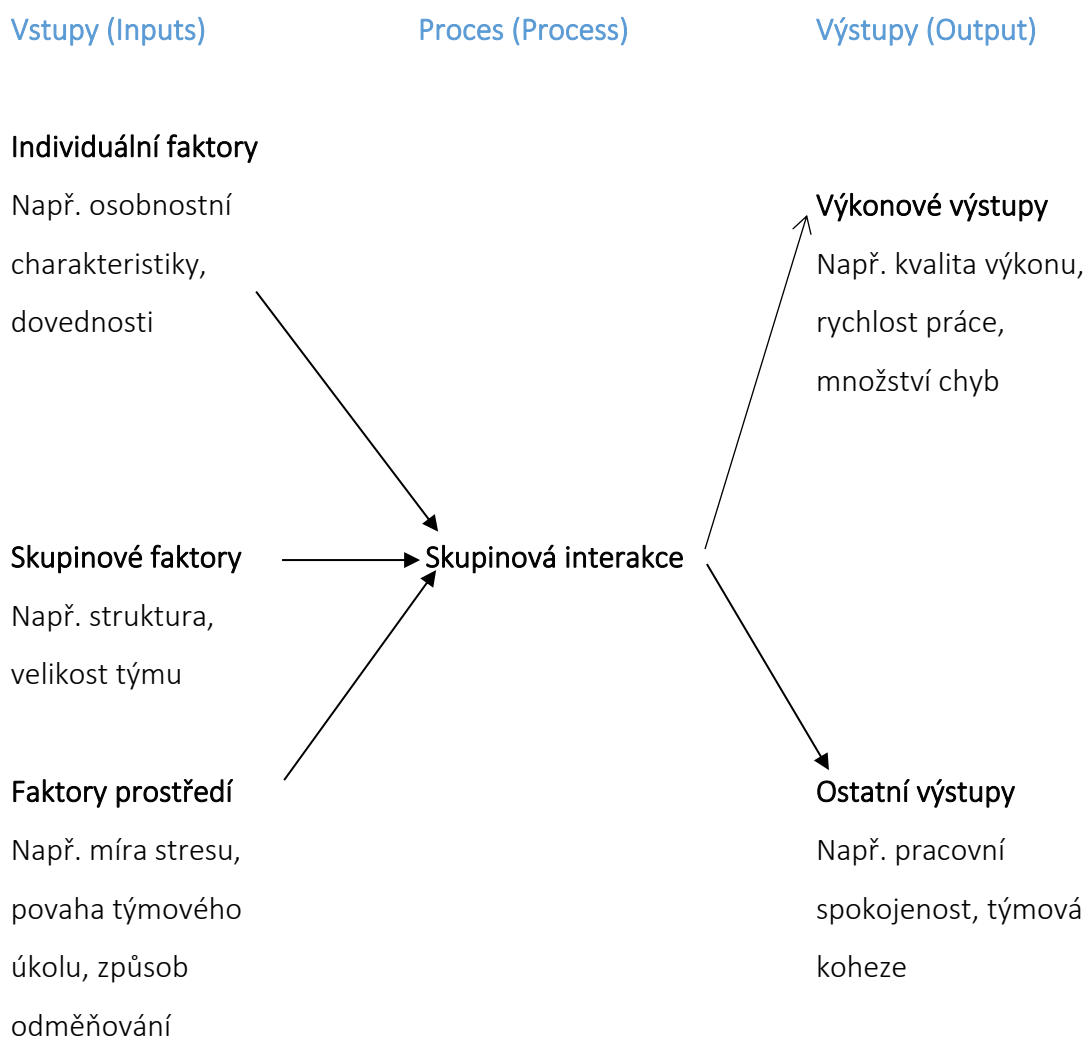 Vstupy (Inputs)
Proces (Process)
Výstupy (Output)
Individuální faktory
Např. osobnostní
charakteristiky,
dovednosti
Skupinové faktory
Např. struktura,
velikost týmu
Faktory prostředí
Např. míra stresu,
povaha týmového
úkolu, způsob
odměňování
Skupinová interakce
Výkonové výstupy
Např. kvalita výkonu,
rychlost práce,
množství chyb
Ostatní výstupy
Např. pracovní
spokojenost, týmová
koheze